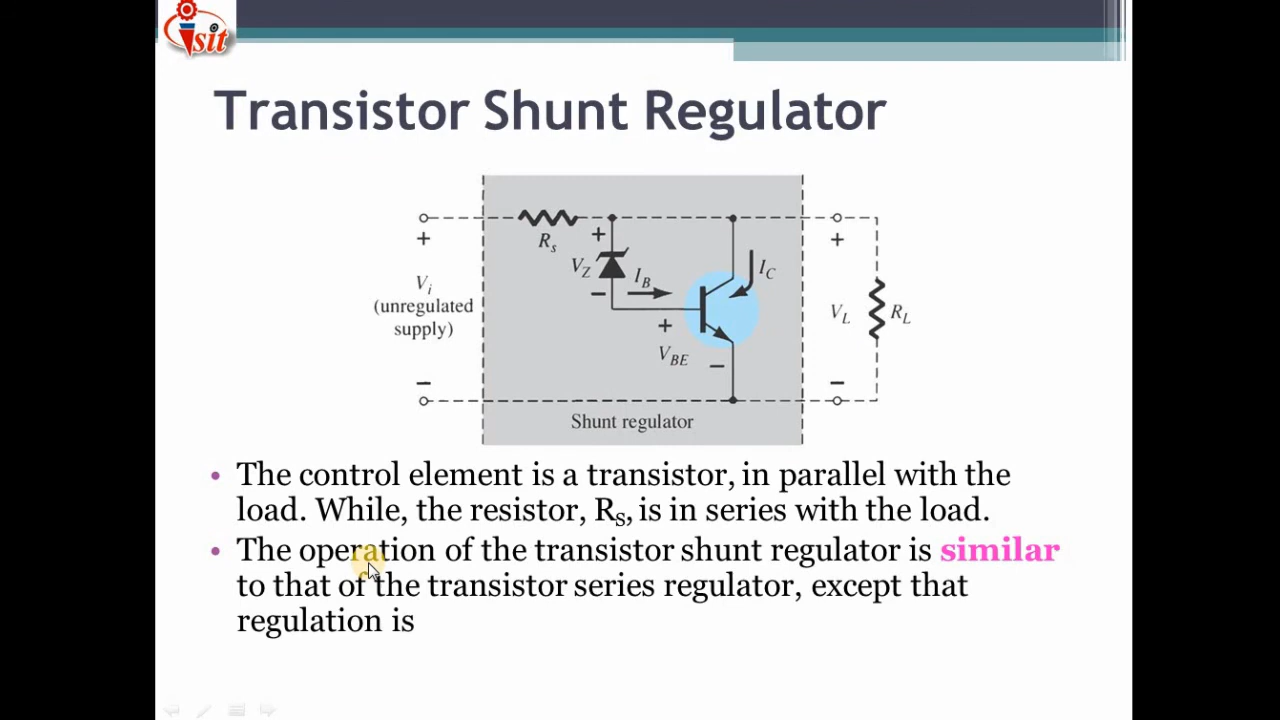 isit
Transistor Shunt Regulator
+
Rs
+
VZ
IB
IC
+
Vi
(unregulated
supply)
−
+
VBE
−
VL
RL
−
−
Shunt regulator
• The control element is a transistor, in parallel with the
load. While, the resistor, RS, is in series with the load.
• The operation of the transistor shunt regulator is similar
to that of the transistor series regulator, except that
regulation is